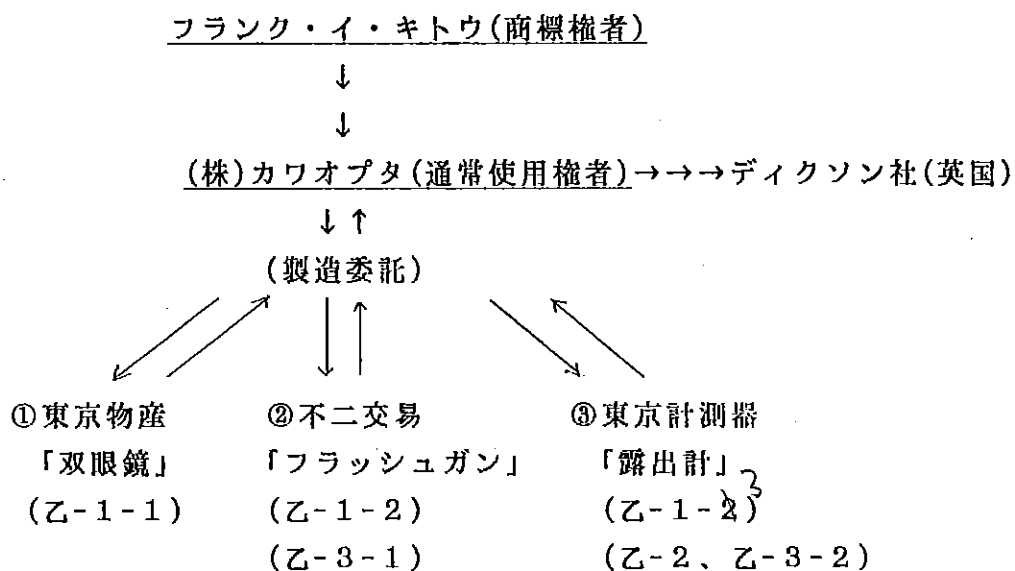 フランク・イ・キトウ(商標権者)
↓
↓
(株)カワオプタ(通常使用権者)→→→ディクソン社(英国)
↓↑
(製造委託)
①東京物産 ②不二交易 ③東京計測器
「双眼鏡」 「フラッシュガン」 「露出計」
(乙-1-1) (乙-1-2) (乙-1-3)
(乙-3-1) (乙-2、乙-3-2)